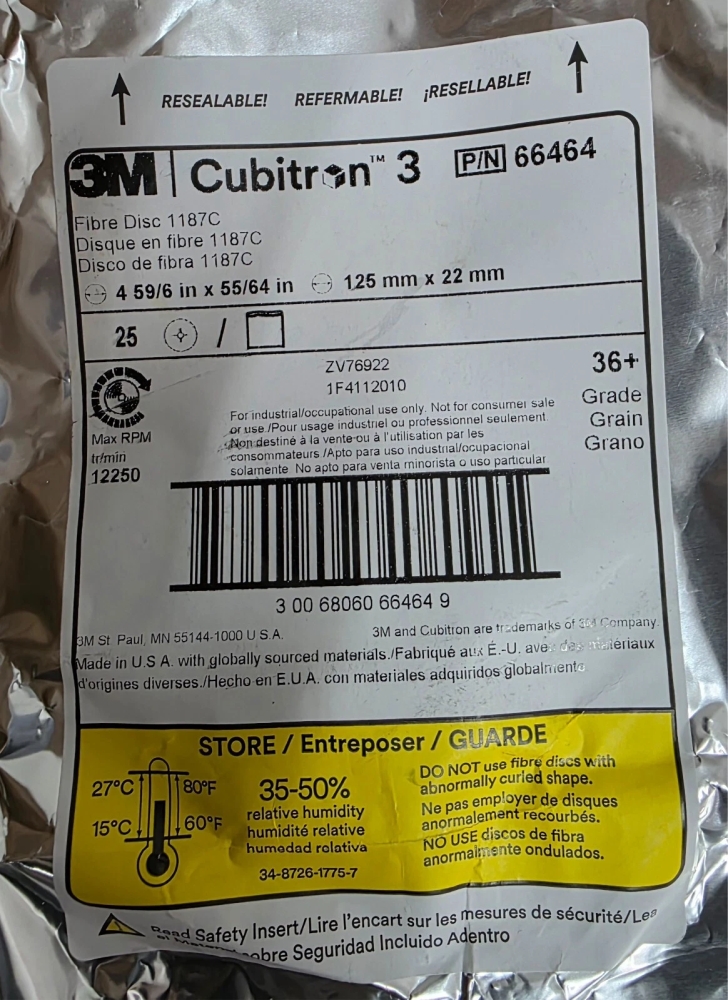 RESEALABLE! REFERMABLE! ¡RESELLABLE!
3M Cubitron™ 3 P/N 66464
Fibre Disc 1187C
Disque en fibre 1187C
Disco de fibra 1187C
4 59/6 in x 55/64 in 125 mm x 22 mm
25 /
ZV76922
1F4112010
36+
Grade
Grain
Grano
Max RPM
tr/min
12250
For industrial/occupational use only. Not for consumer sale
or use./Pour usage industriel ou professionnel seulement.
Non destiné à la vente ou à l'utilisation par les
consommateurs./Apto para uso industrial/ocupacional
solamente. No apto para venta minorista o uso particular.
3 00 68060 66464 9
3M St. Paul, MN 55144-1000 U.S.A. 3M and Cubitron are trademarks of 3M Company.
Made in U.S.A. with globally sourced materials./Fabriqué aux É.-U. avec des matériaux
d'origines diverses./Hecho en E.U.A. con materiales adquiridos globalmente
STORE / Entreposer / GUARDE
27°C 80°F
15°C 60°F
35-50%
relative humidity
humidité relative
humedad rolativa
34-8726-1775-7
DO NOT use fibre discs with
abnormally curled shape.
Ne pas employer de disques
anormalement recourbés.
NO USE discos de fibra
anormalmente ondulados.
Read Safety Insert/Lire l'encart sur les mesures de sécurité/Lea
sobre Seguridad Incluido Adentro